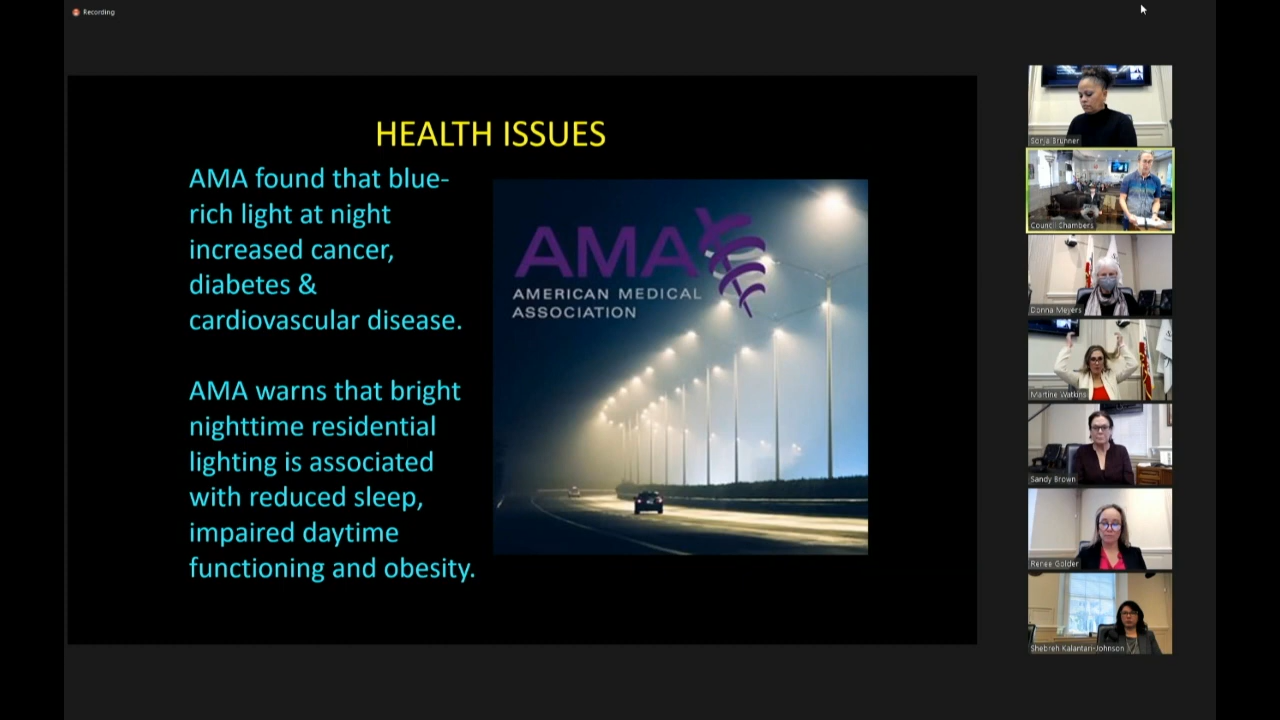 Recording
HEALTH ISSUES
AMA found that blue-
rich light at night
increased cancer,
diabetes &
cardiovascular disease.
AMA warns that bright
nighttime residential
lighting is associated
with reduced sleep,
impaired daytime
functioning and obesity.
AMA
AMERICAN MEDICAL
ASSOCIATION
Sonja Brunner
Council Chambers
Donna Meyers
Martine Watkins
Sandy Brown
Renee Golder
Shebreh Kalantari-Johnson